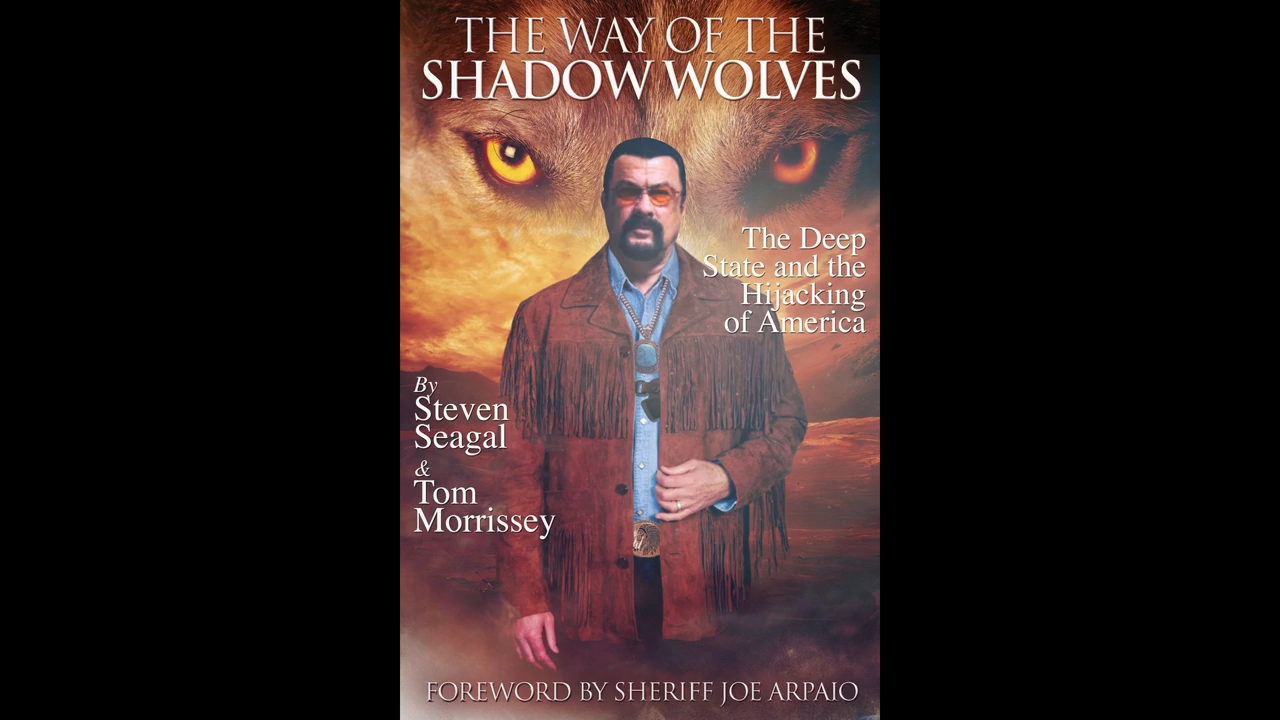 THE WAY OF THE
SHADOW WOLVES
The Deep
State and the
Hijacking
of America
By
Steven
Seagal
&
Tom
Morrissey
FOREWORD BY SHERIFF JOE ARPAIO